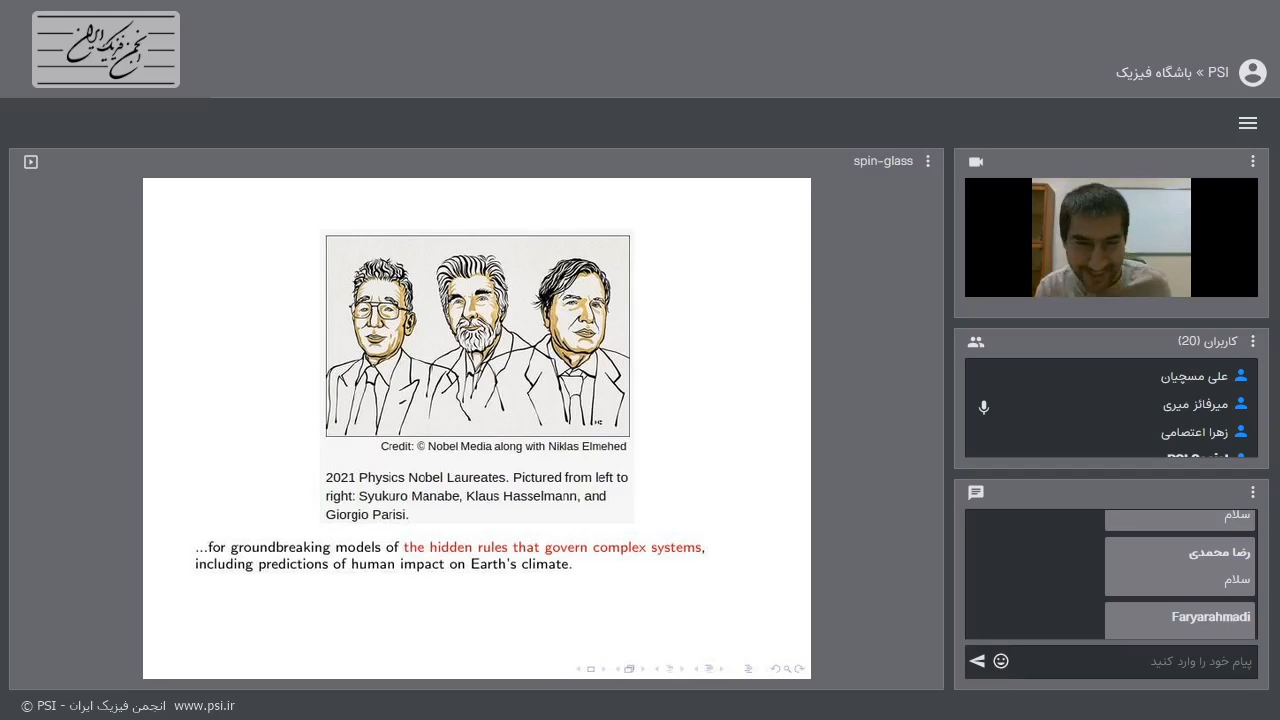 انجمن فیزیک ایران
PSI » باشگاه فیزیک
spin-glass
Credit: © Nobel Media along with Niklas Elmehed
2021 Physics Nobel Laureates. Pictured from left to
right: Syukuro Manabe, Klaus Hasselmann, and
Giorgio Parisi.
...for groundbreaking models of the hidden rules that govern complex systems,
including predictions of human impact on Earth's climate.
کاربران (20)
علی مسچیان
میرفائز میری
زهرا اعتصامی
سلام
رضا محمدی
سلام
Faryarahmadi
پیام خود را وارد کنید
© PSI - انجمن فیزیک ایران www.psi.ir